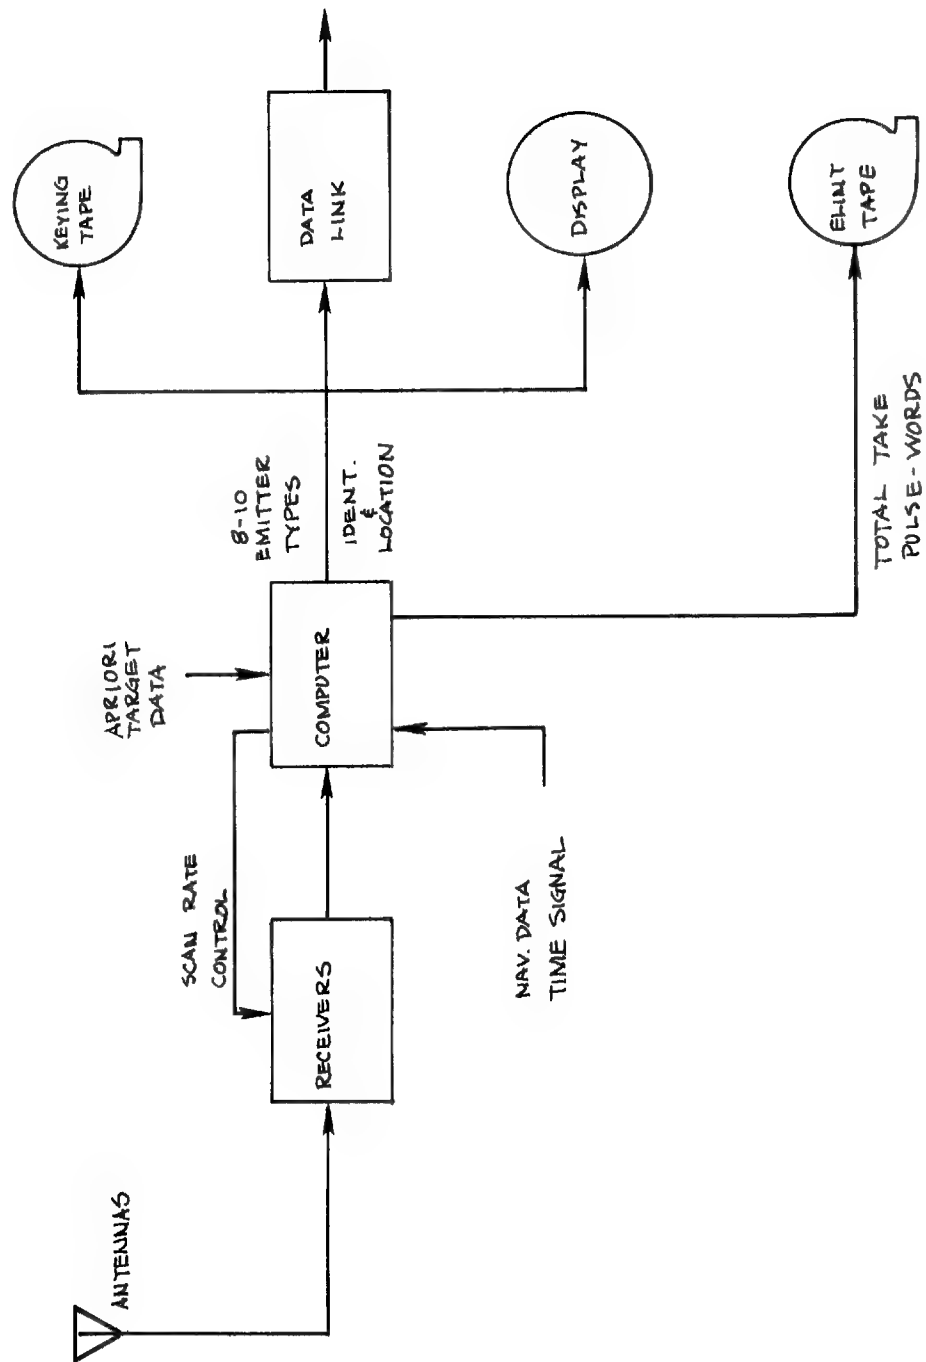 ANTENNAS
RECEIVERS
SCAN RATE
CONTROL
NAV. DATA
TIME SIGNAL
APRIORI
TARGET
DATA
COMPUTER
8-10
EMITTER
TYPES
IDENT.
&
LOCATION
TOTAL TAKE
PULSE-WORDS
KEYING
TAPE
DATA
LINK
DISPLAY
ELINT
TAPE